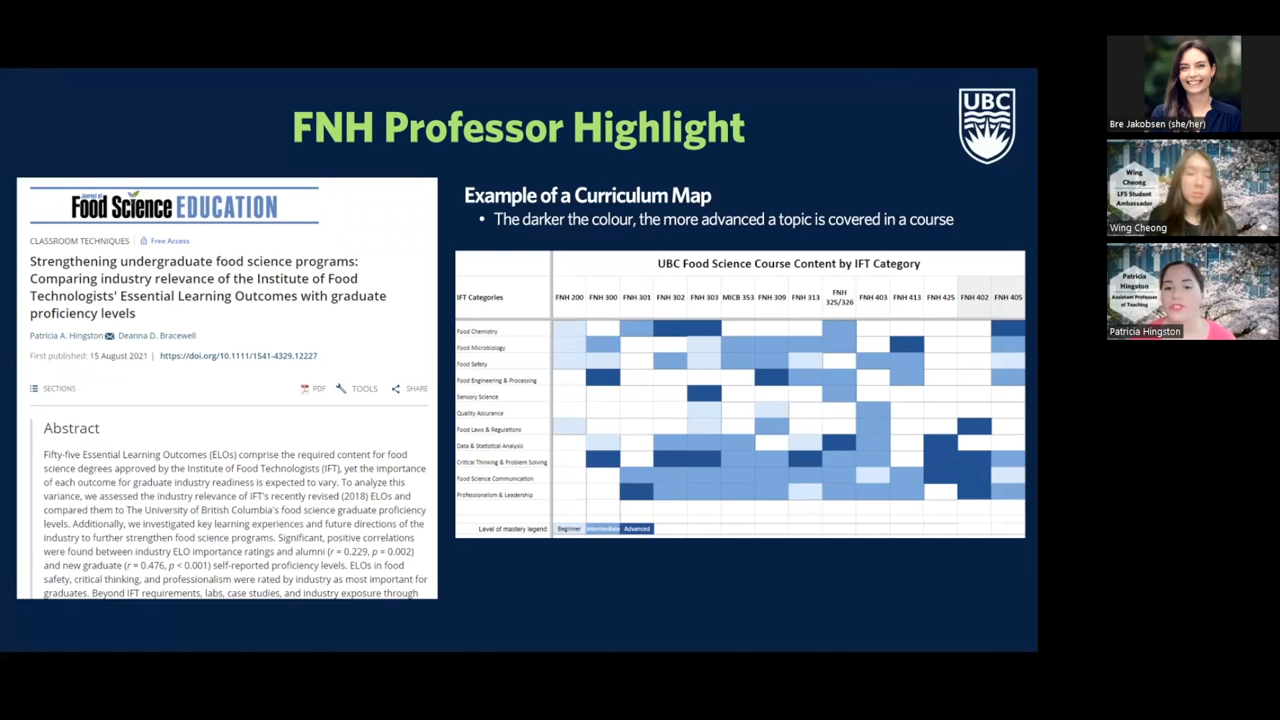 FNH Professor Highlight
UBC
Journal of
Food Science EDUCATION
CLASSROOM TECHNIQUES
Free Access
Strengthening undergraduate food science programs:
Comparing industry relevance of the Institute of Food
Technologists' Essential Learning Outcomes with graduate
proficiency levels
Patricia A. Hingston Deanna D. Bracewell
First published: 15 August 2021 | https://doi.org/10.1111/1541-4329.12227
SECTIONS PDF TOOLS SHARE
Abstract
Fifty-five Essential Learning Outcomes (ELOs) comprise the required content for food
science degrees approved by the Institute of Food Technologists (IFT), yet the importance
of each outcome for graduate industry readiness is expected to vary. To analyze this
variance, we assessed the industry relevance of IFT's recently revised (2018) ELOs and
compared them to The University of British Columbia's food science graduate proficiency
levels. Additionally, we investigated key learning experiences and future directions of the
industry to further strengthen food science programs. Significant, positive correlations
were found between industry ELO importance ratings and alumni (r = 0.229, p = 0.002)
and new graduate (r = 0.476, p < 0.001) self-reported proficiency levels. ELOs in food
safety, critical thinking, and professionalism were rated by industry as most important for
graduates. Beyond IFT requirements, labs, case studies, and industry exposure through
Example of a Curriculum Map
• The darker the colour, the more advanced a topic is covered in a course
UBC Food Science Course Content by IFT Category
IFT Categories FNH 200 FNH 300 FNH 301 FNH 302 FNH 303 MICB 353 FNH 309 FNH 313 FNH 325/326 FNH 403 FNH 413 FNH 425 FNH 402 FNH 405
Food Chemistry
Food Microbiology
Food Safety
Food Engineering & Processing
Sensory Science
Quality Assurance
Food Laws & Regulations
Data & Statistical Analysis
Critical Thinking & Problem Solving
Food Science Communication
Professionalism & Leadership
Level of mastery legend: Beginner Intermediate Advanced
Bre Jakobsen (she/her)
Wing
Cheong
LFS Student
Ambassador
Wing Cheong
Patricia
Hingston
Assistant Professor
of Teaching
Patricia Hingston